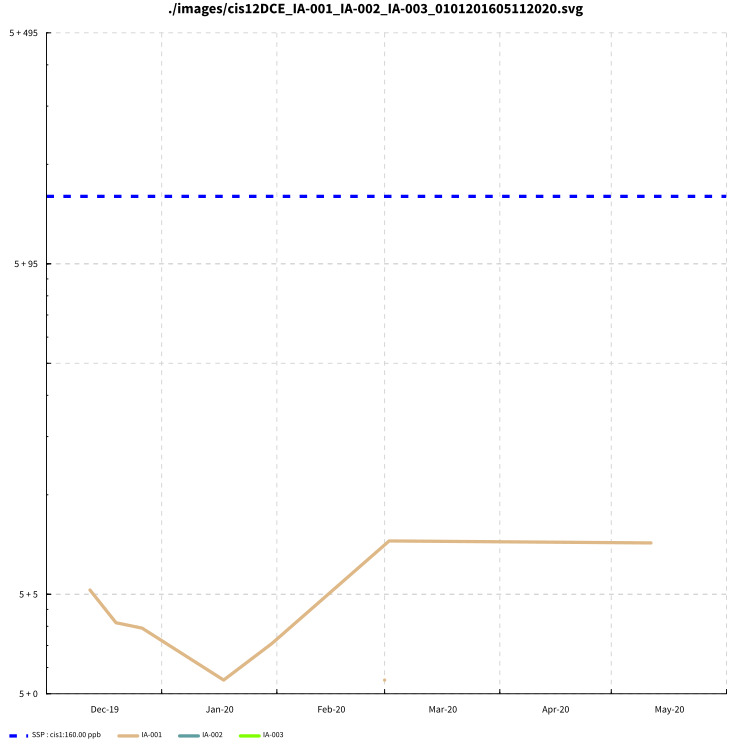 ./images/cis12DCE_IA-001_IA-002_IA-003_0101201605112020.svg
5 + 495
5 + 95
5 + 5
5 + 0
Dec-19 Jan-20 Feb-20 Mar-20 Apr-20 May-20
SSP : cis1:160.00 ppb IA-001 IA-002 IA-003